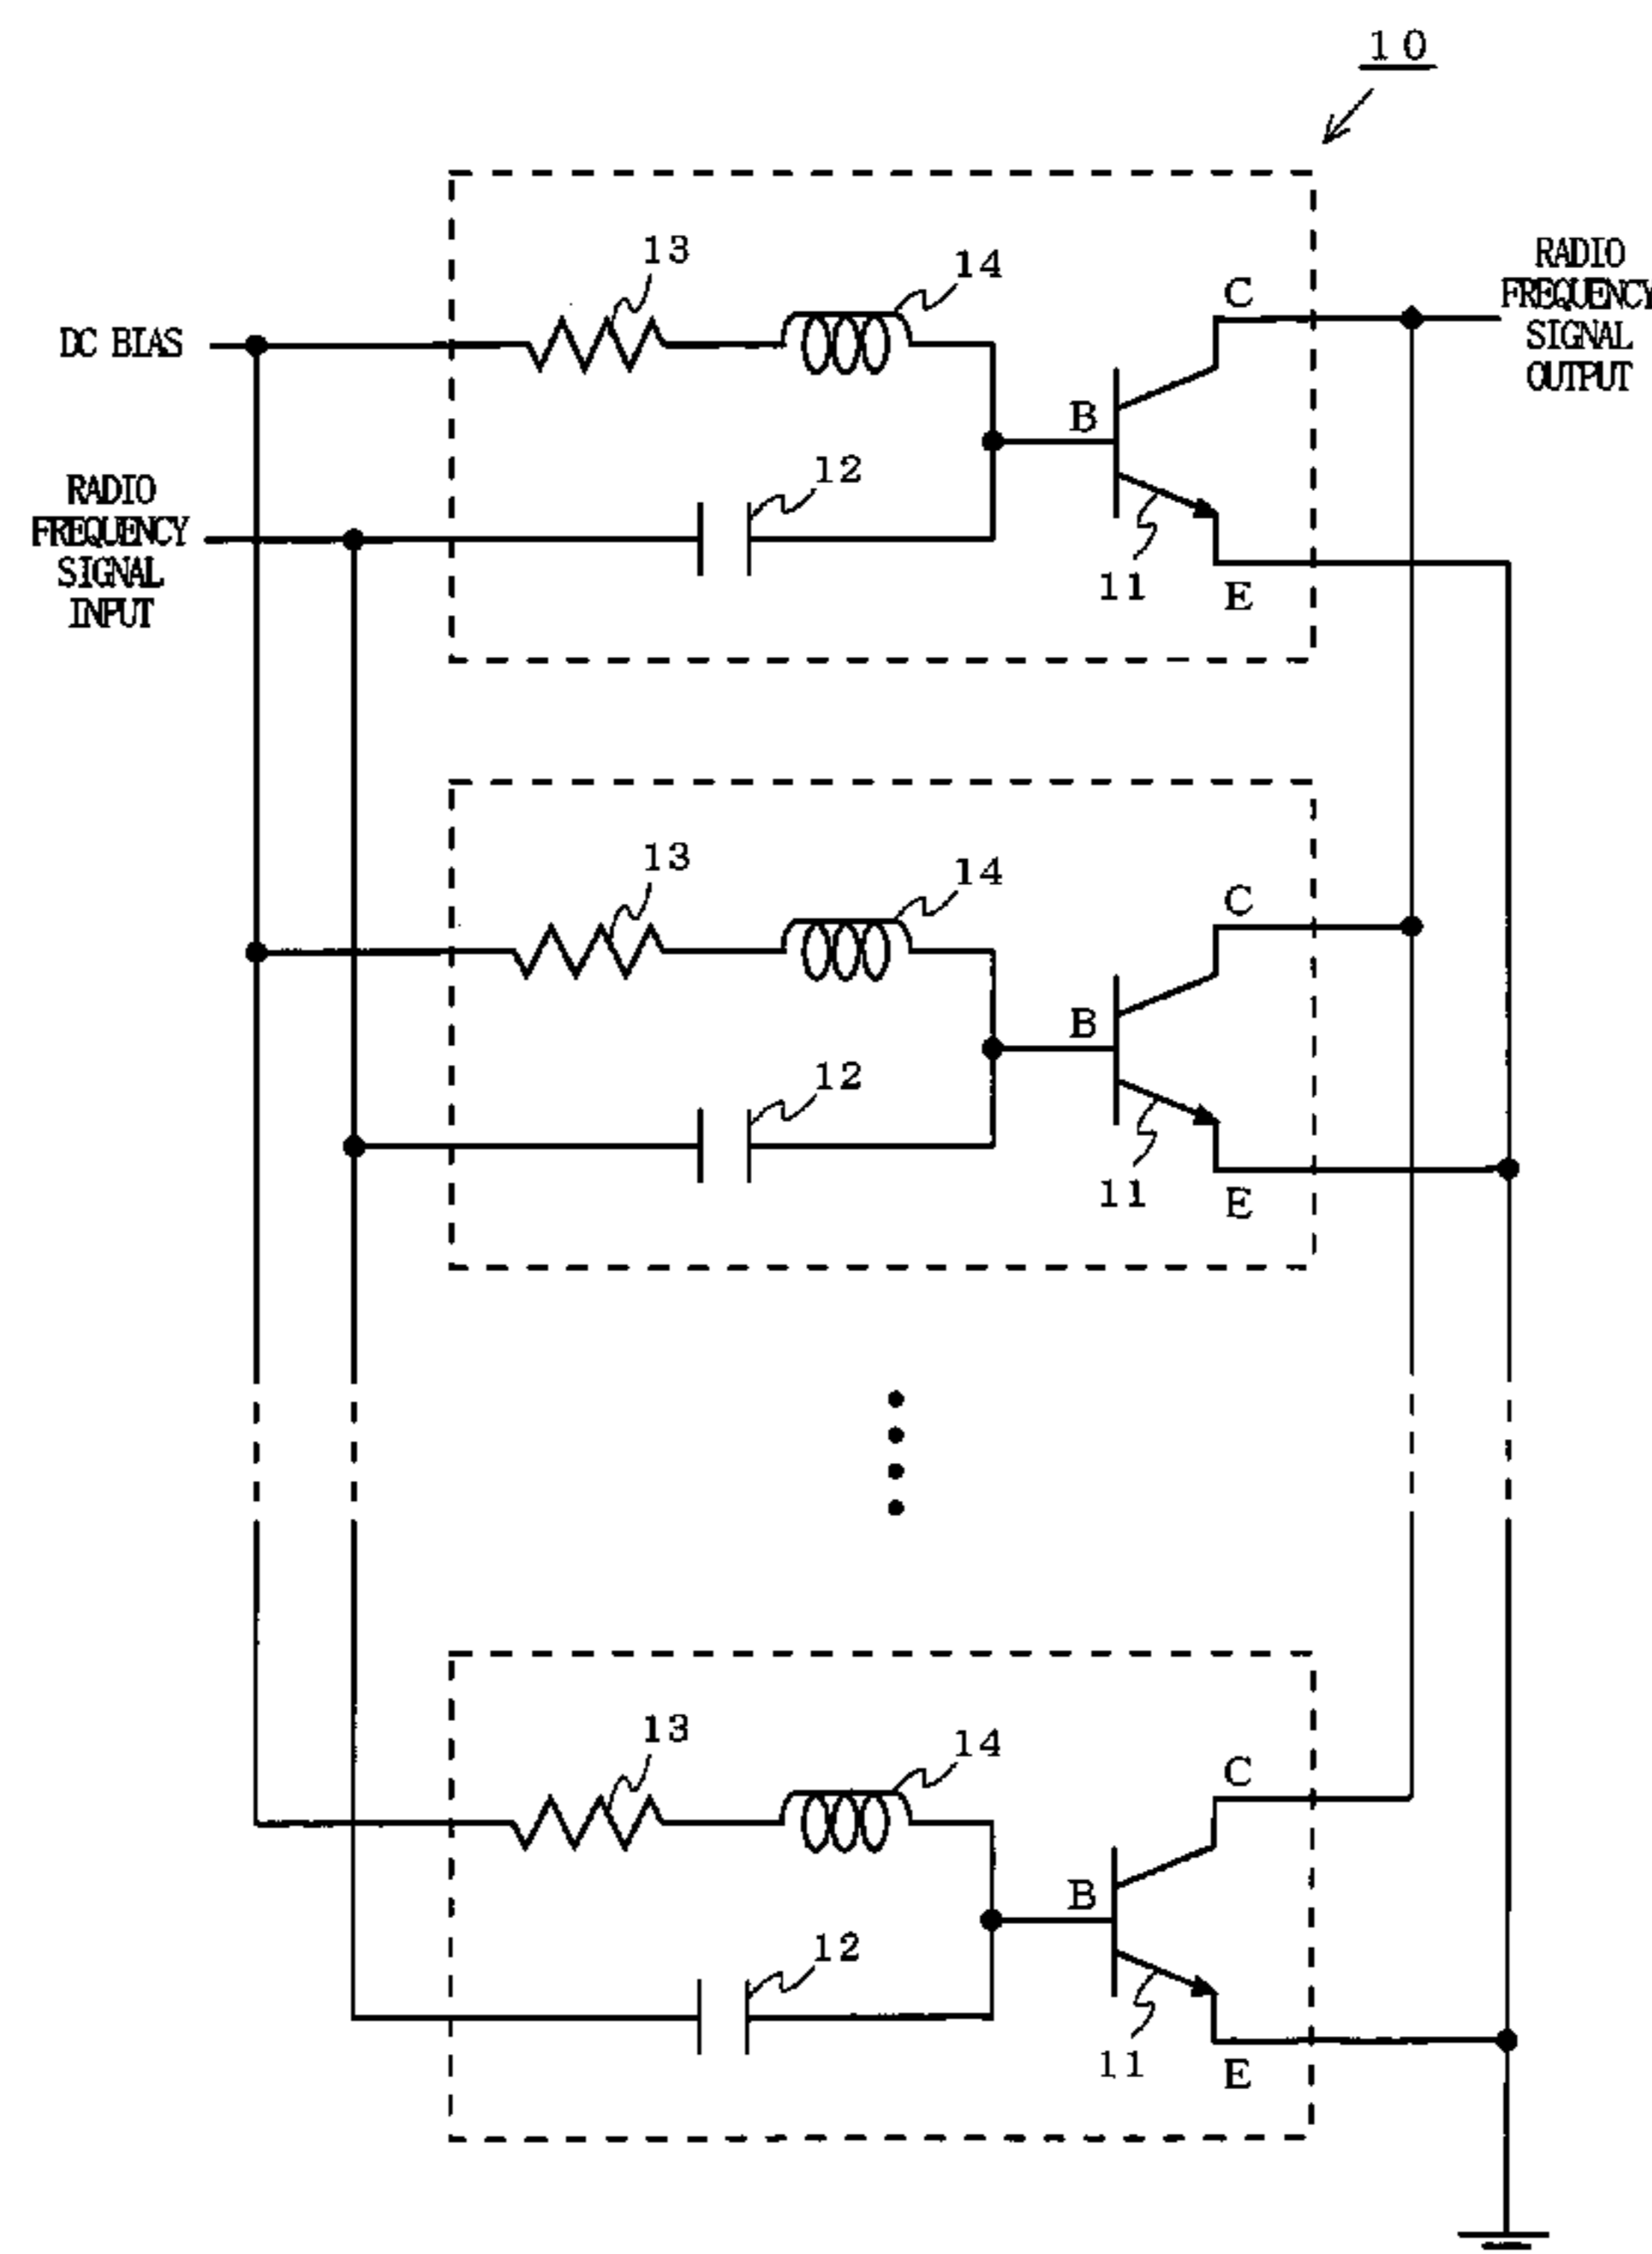 10
13
14
C
RADIO
FREQUENCY
SIGNAL
OUTPUT
DC BIAS
B
12
RADIO
FREQUENCY
SIGNAL
INPUT
11
E
13
14
C
B
12
11
E
13
14
C
B
12
11
E